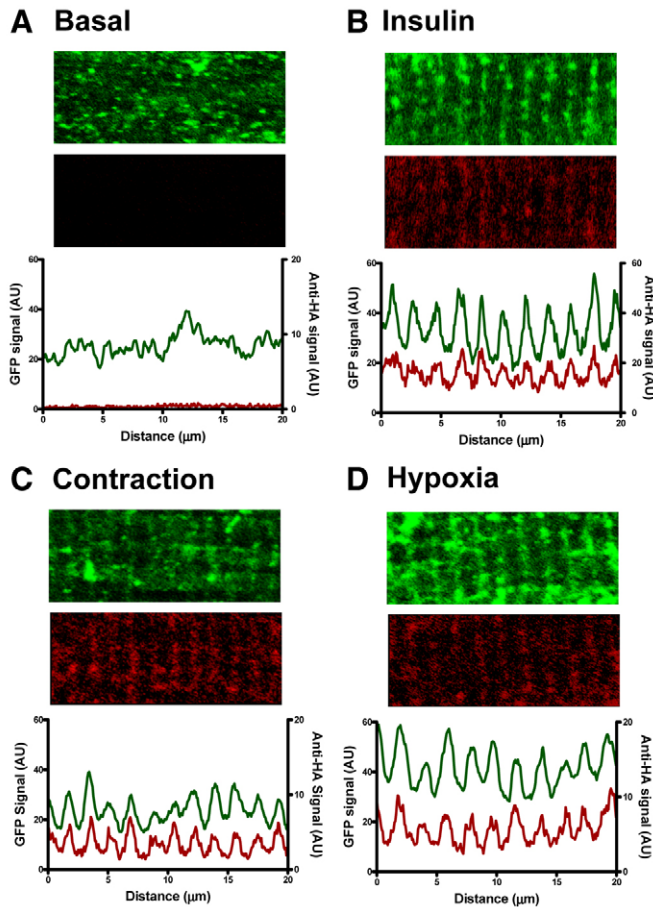 A Basal
GFP signal (AU)
60
40
20
0
20
10
0
Anti-HA signal (AU)
0 5 10 15 20
Distance (μm)
B Insulin
GFP signal (AU)
60
40
20
0
60
40
20
0
Anti-HA signal (AU)
0 5 10 15 20
Distance (μm)
C Contraction
GFP Signal (AU)
60
40
20
0
20
10
0
Anti-HA Signal (AU)
0 5 10 15 20
Distance (μm)
D Hypoxia
GFP signal (AU)
60
40
20
0
20
10
0
Anti-HA signal (AU)
0 5 10 15 20
Distance (μm)